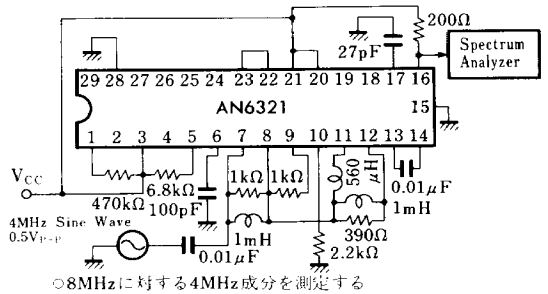 200Ω
27pF
Spectrum
Analyzer
29 28 27 26 25 24 23 22 21 20 19 18 17 16
AN6321
15
1 2 3 4 5 6 7 8 9 10 11 12 13 14
VCC
470kΩ
6.8kΩ
100pF
1kΩ
1kΩ
560
μH
0.01μF
1mH
4MHz Sine Wave
0.5VP-P
1mH
390Ω
0.01μF
2.2kΩ
○8MHzに対する4MHz成分を測定する